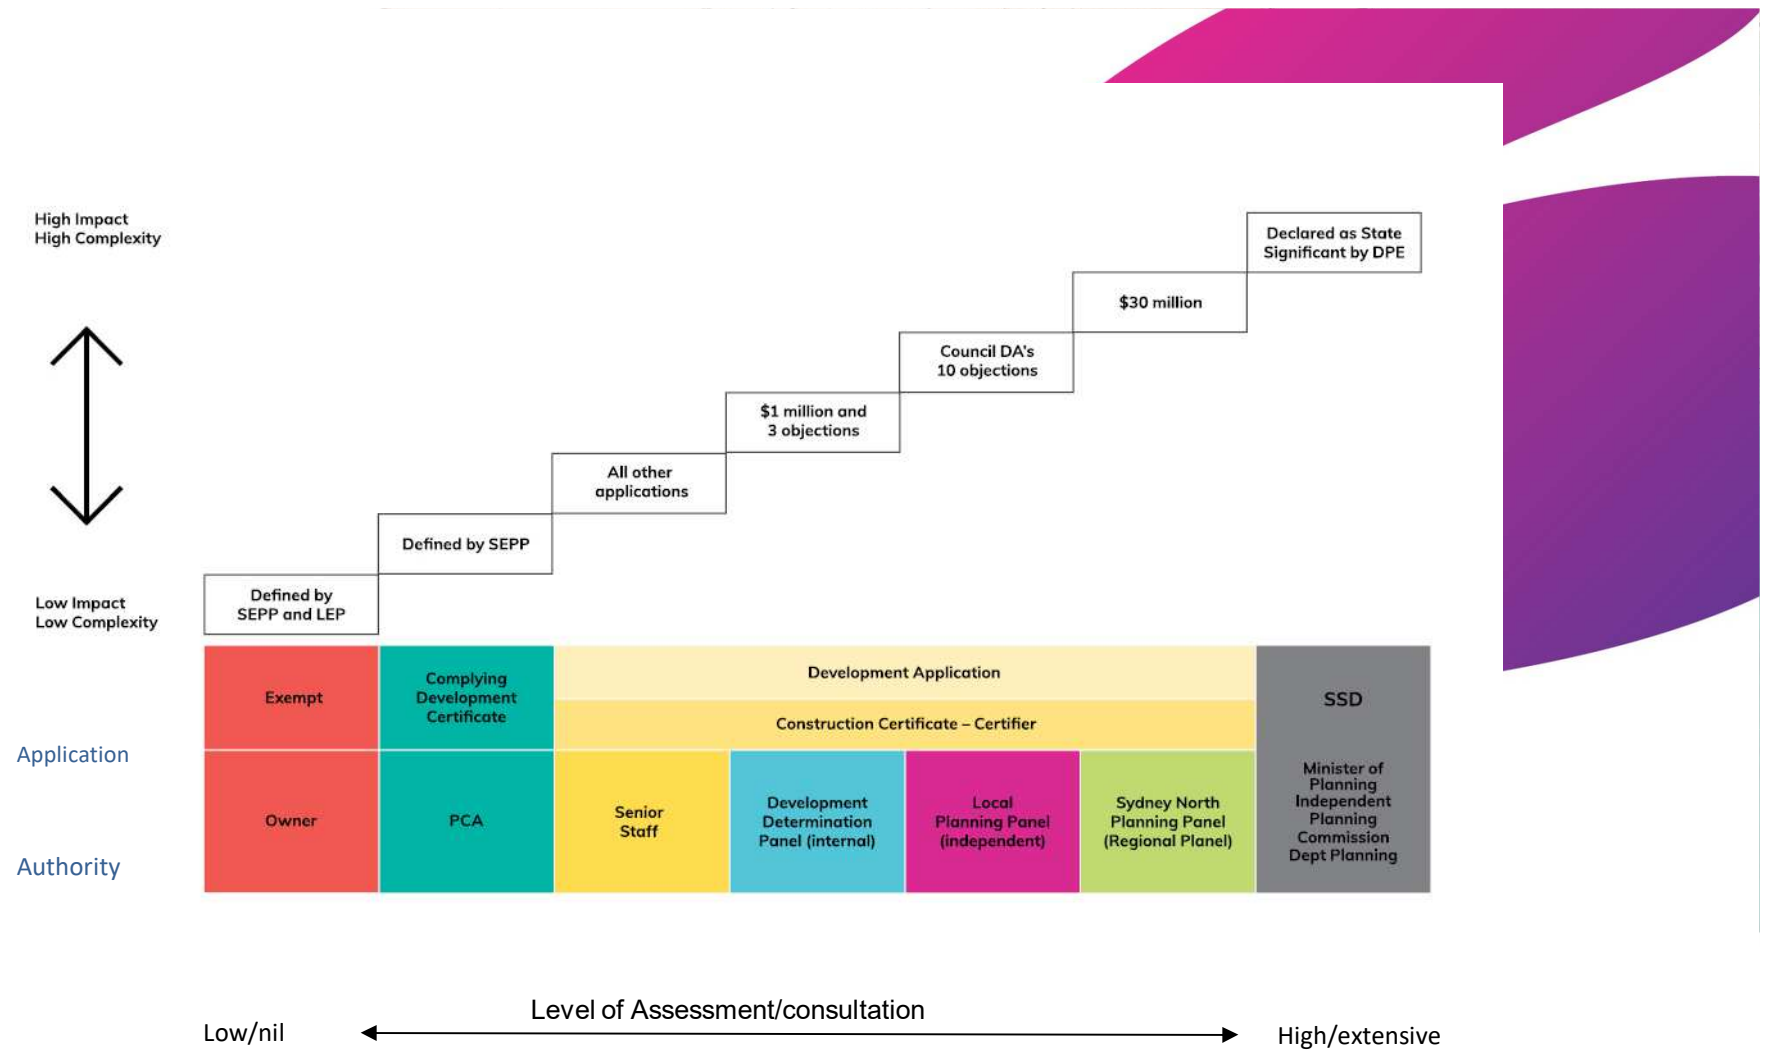 High Impact
High Complexity
Declared as State
Significant by DPE
$30 million
Council DA's
10 objections
$1 million and
3 objections
All other
applications
Defined by SEPP
Defined by
SEPP and LEP
Low Impact
Low Complexity
Application
Exempt
Complying
Development
Certificate
Development Application
Construction Certificate – Certifier
SSD
Authority
Owner
PCA
Senior
Staff
Development
Determination
Panel (internal)
Local
Planning Panel
(independent)
Sydney North
Planning Panel
(Regional Planel)
Minister of
Planning
Independent
Planning
Commission
Dept Planning
Level of Assessment/consultation
Low/nil
High/extensive